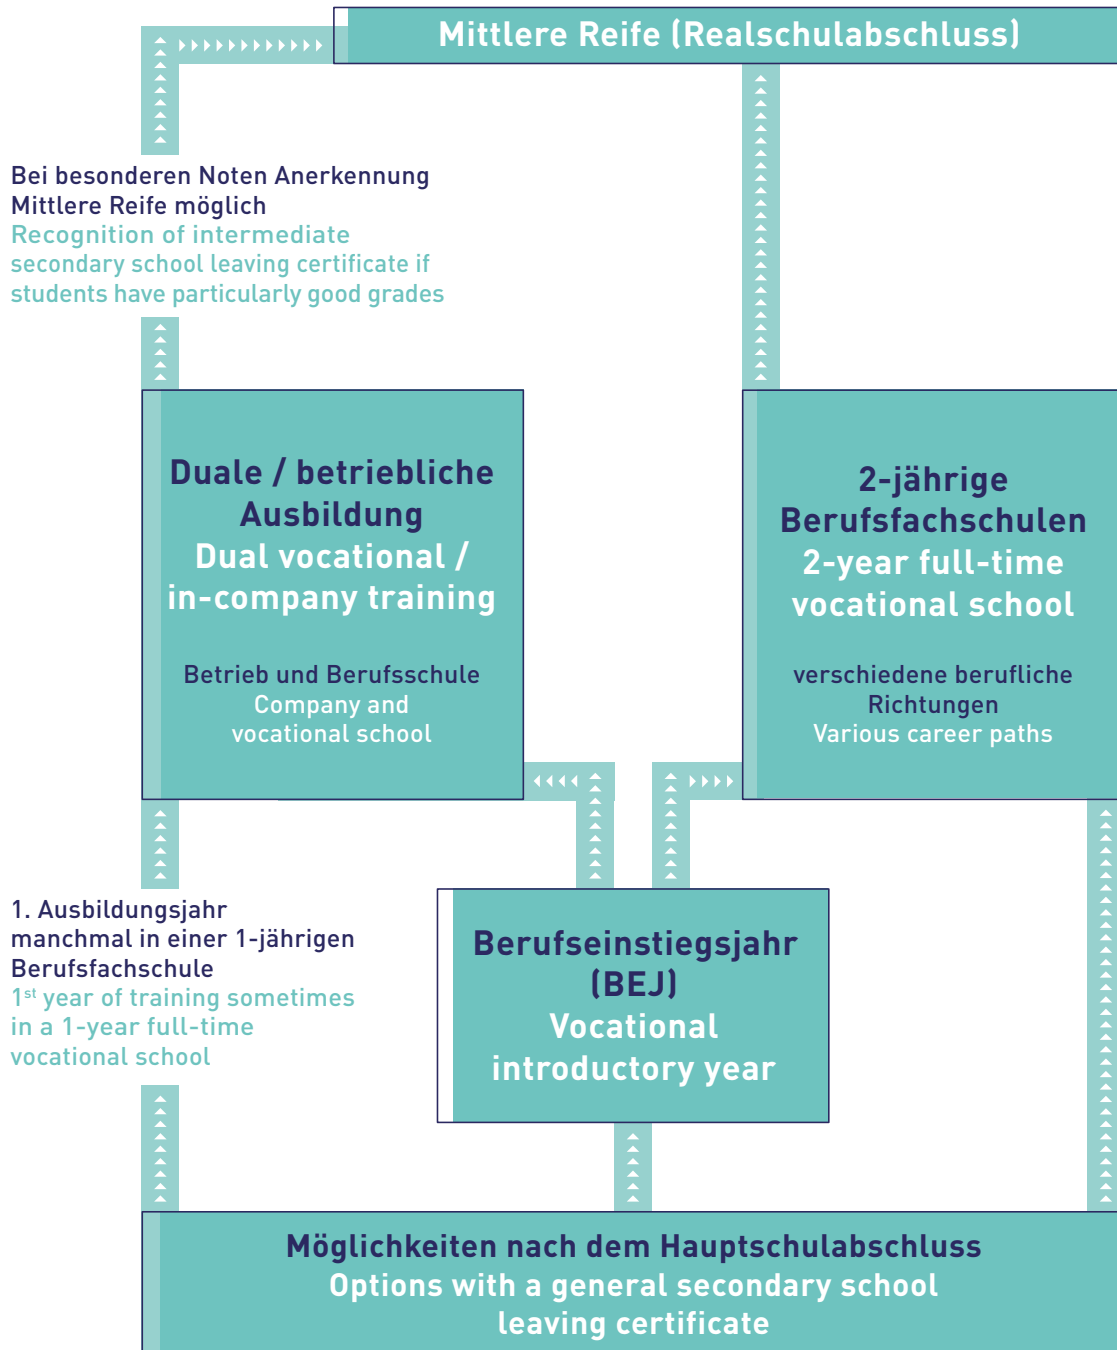 Mittlere Reife (Realschulabschluss)
Bei besonderen Noten Anerkennung
Mittlere Reife möglich
Recognition of intermediate
secondary school leaving certificate if
students have particularly good grades
Duale / betriebliche
Ausbildung
Dual vocational /
in-company training
Betrieb und Berufsschule
Company and
vocational school
2-jährige
Berufsfachschulen
2-year full-time
vocational school
verschiedene berufliche
Richtungen
Various career paths
1. Ausbildungsjahr
manchmal in einer 1-jährigen
Berufsfachschule
1st year of training sometimes
in a 1-year full-time
vocational school
Berufseinstiegsjahr
(BEJ)
Vocational
introductory year
Möglichkeiten nach dem Hauptschulabschluss
Options with a general secondary school
leaving certificate